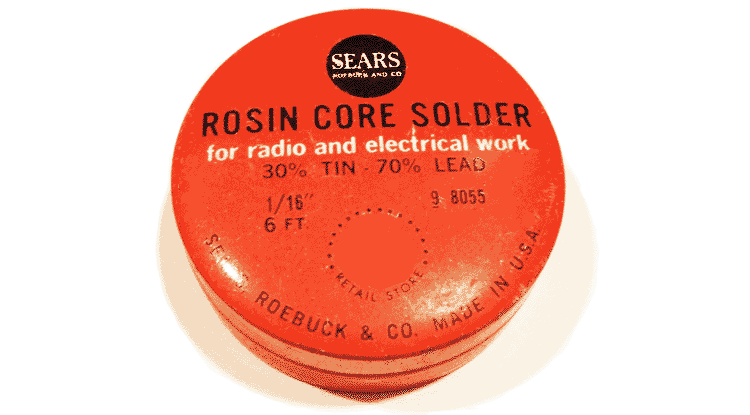 SEARS
ROEBUCK AND CO
ROSIN CORE SOLDER
for radio and electrical work
30% TIN - 70% LEAD
1/16" 9 8055
6 FT.
RETAIL STORE
SEARS, ROEBUCK & CO. MADE IN U.S.A.